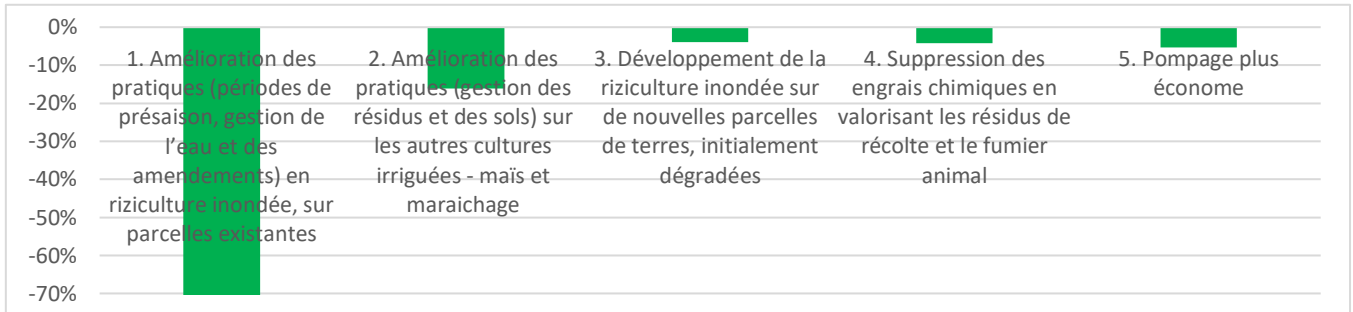 0%
-10%
-20%
-30%
-40%
-50%
-60%
-70%
1. Amélioration des
pratiques (périodes de
présaison, gestion de
l’eau et des
amendements) en
riziculture inondée, sur
parcelles existantes
2. Amélioration des
pratiques (gestion des
résidus et des sols) sur
les autres cultures
irriguées - maïs et
maraichage
3. Développement de la
riziculture inondée sur
de nouvelles parcelles
de terres, initialement
dégradées
4. Suppression des
engrais chimiques en
valorisant les résidus de
récolte et le fumier
animal
5. Pompage plus
économe